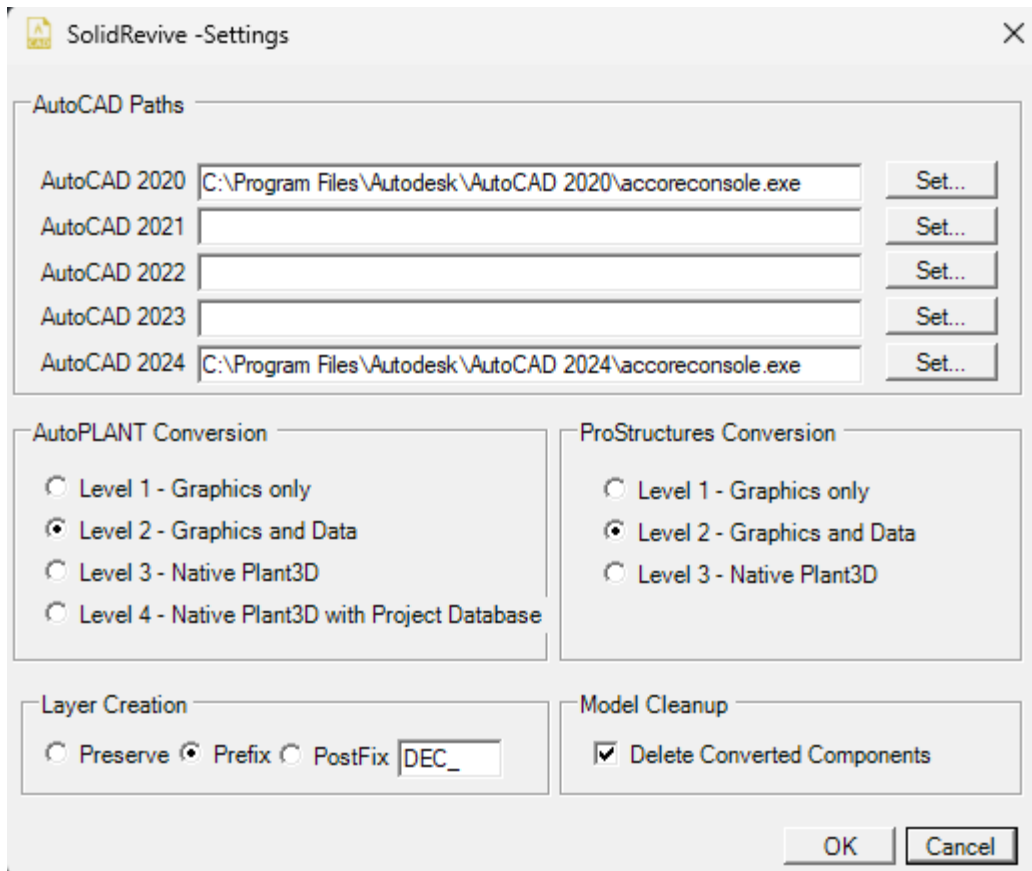 SolidRevive -Settings
AutoCAD Paths
AutoCAD 2020 C:\Program Files\Autodesk\AutoCAD 2020\accoreconsole.exe Set...
AutoCAD 2021 Set...
AutoCAD 2022 Set...
AutoCAD 2023 Set...
AutoCAD 2024 C:\Program Files\Autodesk\AutoCAD 2024\accoreconsole.exe Set...
AutoPLANT Conversion
Level 1 - Graphics only
Level 2 - Graphics and Data
Level 3 - Native Plant3D
Level 4 - Native Plant3D with Project Database
ProStructures Conversion
Level 1 - Graphics only
Level 2 - Graphics and Data
Level 3 - Native Plant3D
Layer Creation
Preserve Prefix PostFix DEC_
Model Cleanup
Delete Converted Components
OK Cancel